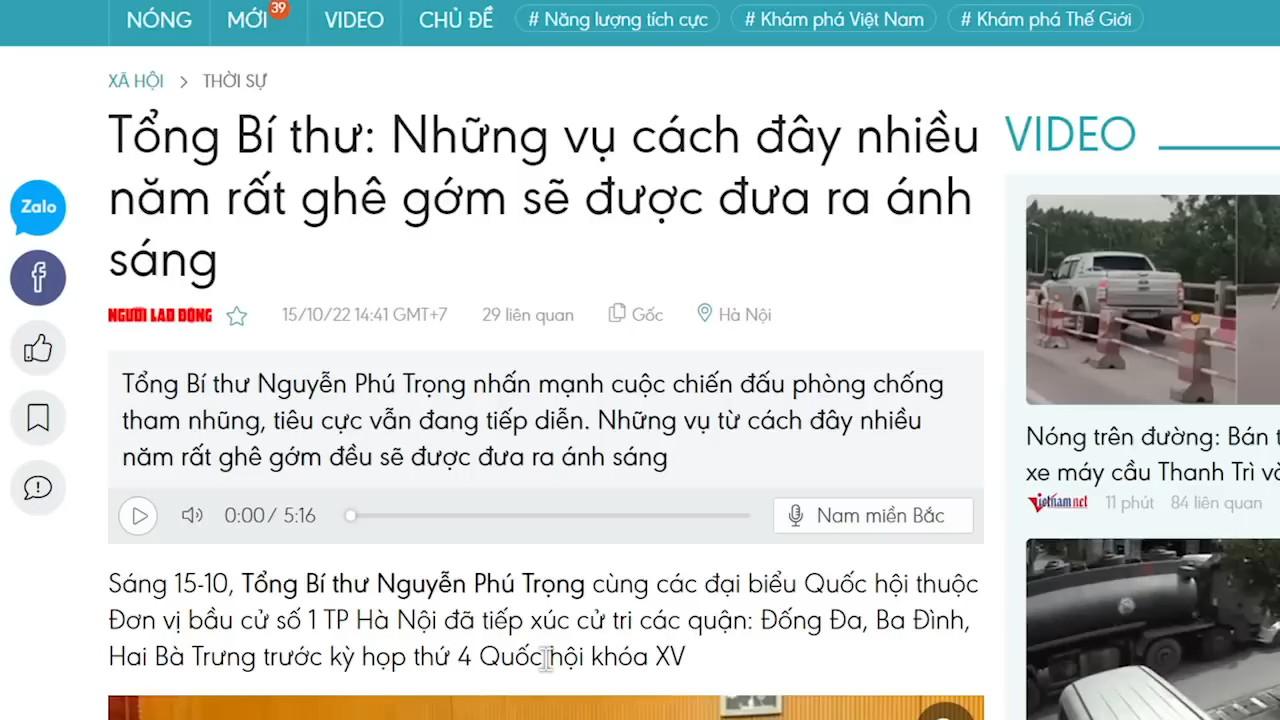 NÓNG
MỚI
39
VIDEO
CHỦ ĐỀ
# Năng lượng tích cực
# Khám phá Việt Nam
# Khám phá Thế Giới
XÃ HỘI > THỜI SỰ
Tổng Bí thư: Những vụ cách đây nhiều
năm rất ghê gớm sẽ được đưa ra ánh
sáng
NGƯỜI LAO ĐỘNG
15/10/22 14:41 GMT+7
29 liên quan
Gốc
Hà Nội
Zalo
Tổng Bí thư Nguyễn Phú Trọng nhấn mạnh cuộc chiến đấu phòng chống
tham nhũng, tiêu cực vẫn đang tiếp diễn. Những vụ từ cách đây nhiều
năm rất ghê gớm đều sẽ được đưa ra ánh sáng
0:00 / 5:16
Nam miền Bắc
Sáng 15-10, Tổng Bí thư Nguyễn Phú Trọng cùng các đại biểu Quốc hội thuộc
Đơn vị bầu cử số 1 TP Hà Nội đã tiếp xúc cử tri các quận: Đống Đa, Ba Đình,
Hai Bà Trưng trước kỳ họp thứ 4 Quốc hội khóa XV
VIDEO
Nóng trên đường: Bán t
xe máy cầu Thanh Trì và
Vietnamnet
11 phút
84 liên quan